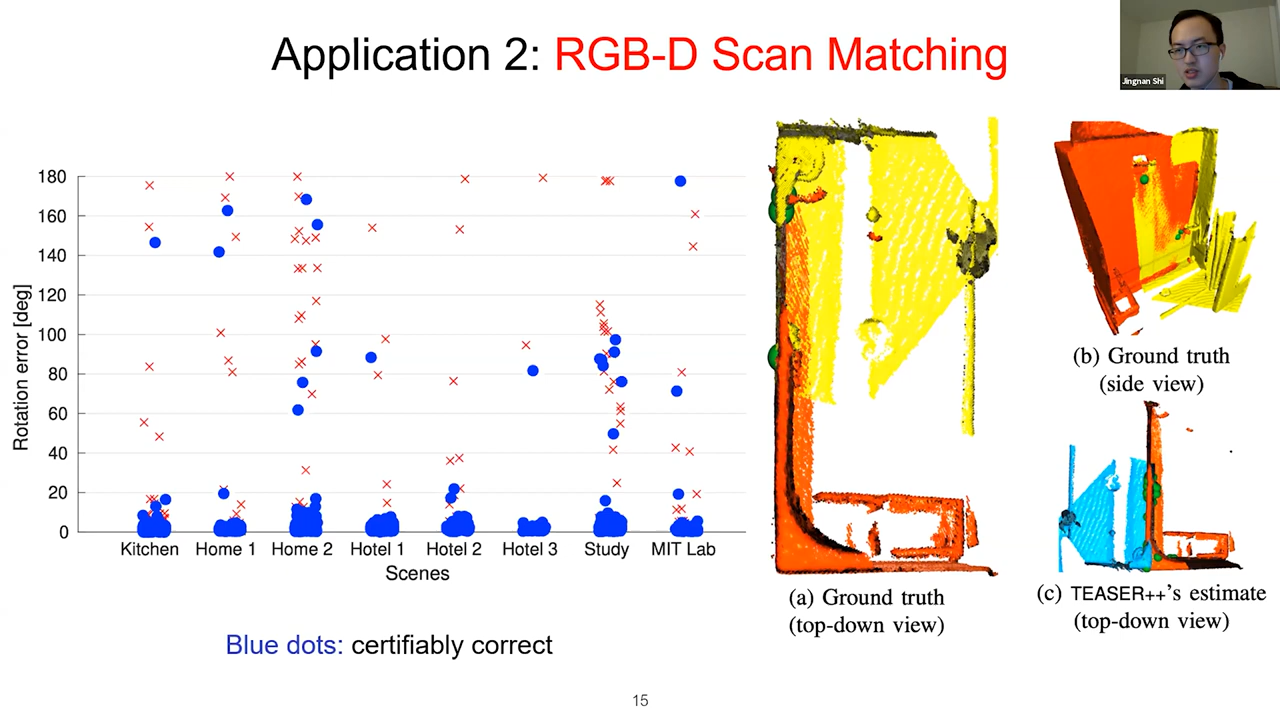 Application 2: RGB-D Scan Matching
Jingnan Shi
Rotation error [deg]
180
160
140
120
100
80
60
40
20
0
Kitchen Home 1 Home 2 Hotel 1 Hotel 2 Hotel 3 Study MIT Lab
Scenes
Blue dots: certifiably correct
(a) Ground truth
(top-down view)
(b) Ground truth
(side view)
(c) TEASER++'s estimate
(top-down view)
15